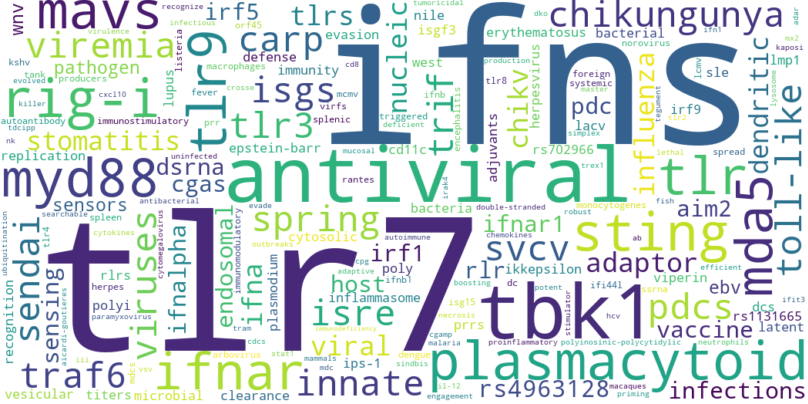 wnv
mavs
irf5
tlrs
nile
isgf3
nucleic
tumoricidal
chikungunya
bacterial
norovirus
adar
ifn1
mx2
kaposi
recognize
infectious
orf45
virulence
viremia
pathogen
listeria
lupus
tlr9
carp
defense
evasion
erythematosus
ifns
dko
kshv
tank
producers
evolved
cxc110
rig-i
autoantibody
immunostimulatory
fever
prr
macrophages
immunity
isgs
crosse
mcmv
virfs
splenic
cd8
west
ifnb
triggered
deficient
trif
encephalitis
production
tlr8
chikv
herpesvirus
pdc
lacv
foreign
systemic
master
simplex
tegument
irf9
influenza
sle
lmp1
lcmv
lysosome
dendritic
toll-like
killer
tdcipp
nk
stomatitis
replication
uninfected
tlr3
epstein-barr
mucosal
cd11c
adjuvants
rs702966
clr2
trex1
lethal
spread
myd88
dsrna
cgas
sensors
antibacterial
rantes
antiviral
irak4
double-stranded
monocytogenes
fish
tlr
mda5
aim2
ubiquitination
searchable
spleen
tlr4
cytokines
evade
cytomegalovirus
immunomodulatory
spring
cytosolic
autoimmune
bacteria
chemokines
ifnar1
robust
sting
ab
efficient
ssrna
sendai
sensing
viruses
ifnalpha
endosomal
ifna
outbreaks
cpg
adaptive
plasmodium
irf1
poly
ifnb1
boosting
svcv
rlr
ikkepsilon
adaptor
viperin
ebv
ifit3
recognition
rlrs
herpes
polyi
paramyxovirus
aicardi-goutieres
tlr7
host
inflammasome
isre
isg15
necrosis
prrs
dc
potent
stimulator
ifi441
hcv
tbk1
pdcs
dcs
rs1131665
vaccine
latent
iii
mdcs
vsv
arbovirus
cdcs
tram
stat1
immunodeficiency
viral
cgamp
malaria
proinflammatory
polyinosinic-polycytidylic
neutrophils
traf6
ifnar
mammals
mdc
ips-1
dengue
sindbis
plasmacytoid
vesicular
titers
microbial
clearance
innate
il-12
engagement
rs4963128
macaques
priming
infections